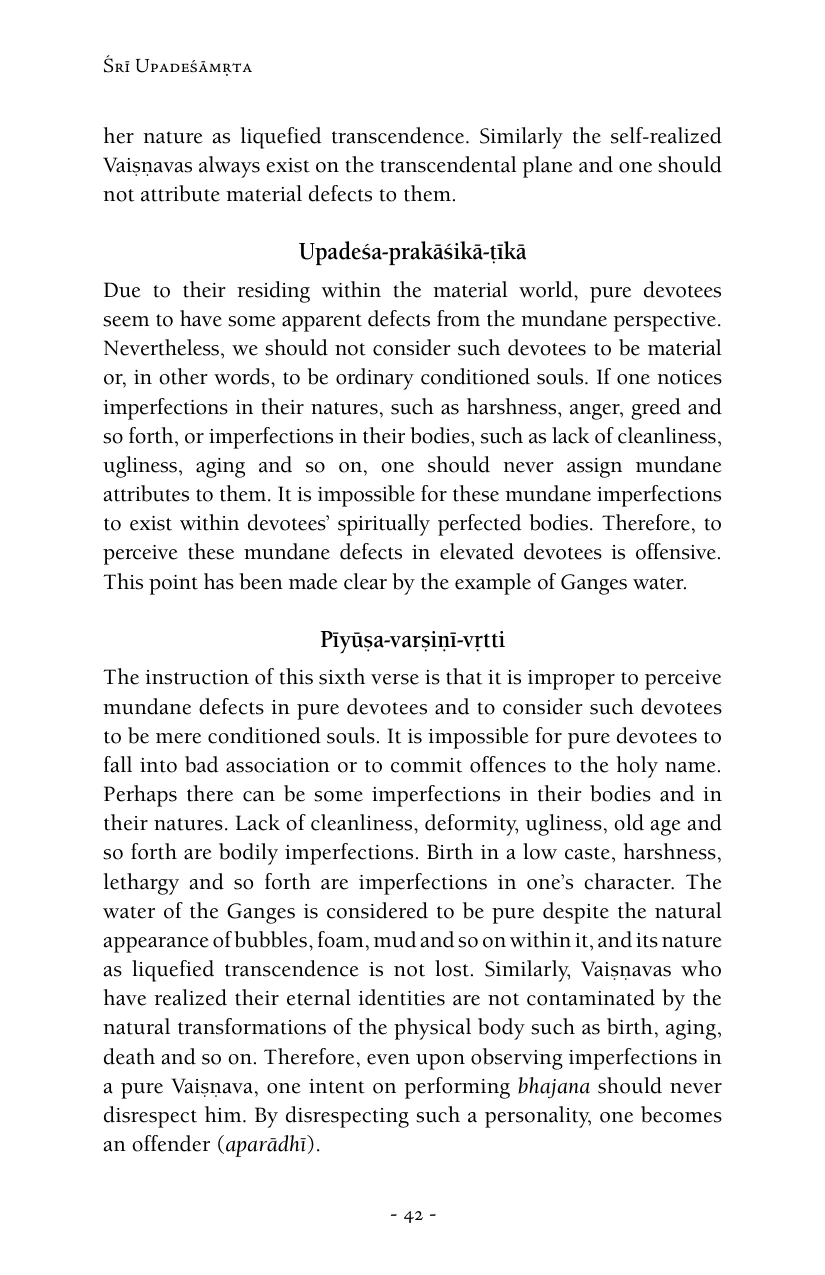 Śrī Upadeśāmṛta
her nature as liquefied transcendence. Similarly the self-realized
Vaiṣṇavas always exist on the transcendental plane and one should
not attribute material defects to them.
Upadeśa-prakāśikā-ṭīkā
Due to their residing within the material world, pure devotees
seem to have some apparent defects from the mundane perspective.
Nevertheless, we should not consider such devotees to be material
or, in other words, to be ordinary conditioned souls. If one notices
imperfections in their natures, such as harshness, anger, greed and
so forth, or imperfections in their bodies, such as lack of cleanliness,
ugliness, aging and so on, one should never assign mundane
attributes to them. It is impossible for these mundane imperfections
to exist within devotees’ spiritually perfected bodies. Therefore, to
perceive these mundane defects in elevated devotees is offensive.
This point has been made clear by the example of Ganges water.
Pīyūṣa-varṣiṇī-vṛtti
The instruction of this sixth verse is that it is improper to perceive
mundane defects in pure devotees and to consider such devotees
to be mere conditioned souls. It is impossible for pure devotees to
fall into bad association or to commit offences to the holy name.
Perhaps there can be some imperfections in their bodies and in
their natures. Lack of cleanliness, deformity, ugliness, old age and
so forth are bodily imperfections. Birth in a low caste, harshness,
lethargy and so forth are imperfections in one’s character. The
water of the Ganges is considered to be pure despite the natural
appearance of bubbles, foam, mud and so on within it, and its nature
as liquefied transcendence is not lost. Similarly, Vaiṣṇavas who
have realized their eternal identities are not contaminated by the
natural transformations of the physical body such as birth, aging,
death and so on. Therefore, even upon observing imperfections in
a pure Vaiṣṇava, one intent on performing bhajana should never
disrespect him. By disrespecting such a personality, one becomes
an offender (aparādhī).
- 42 -